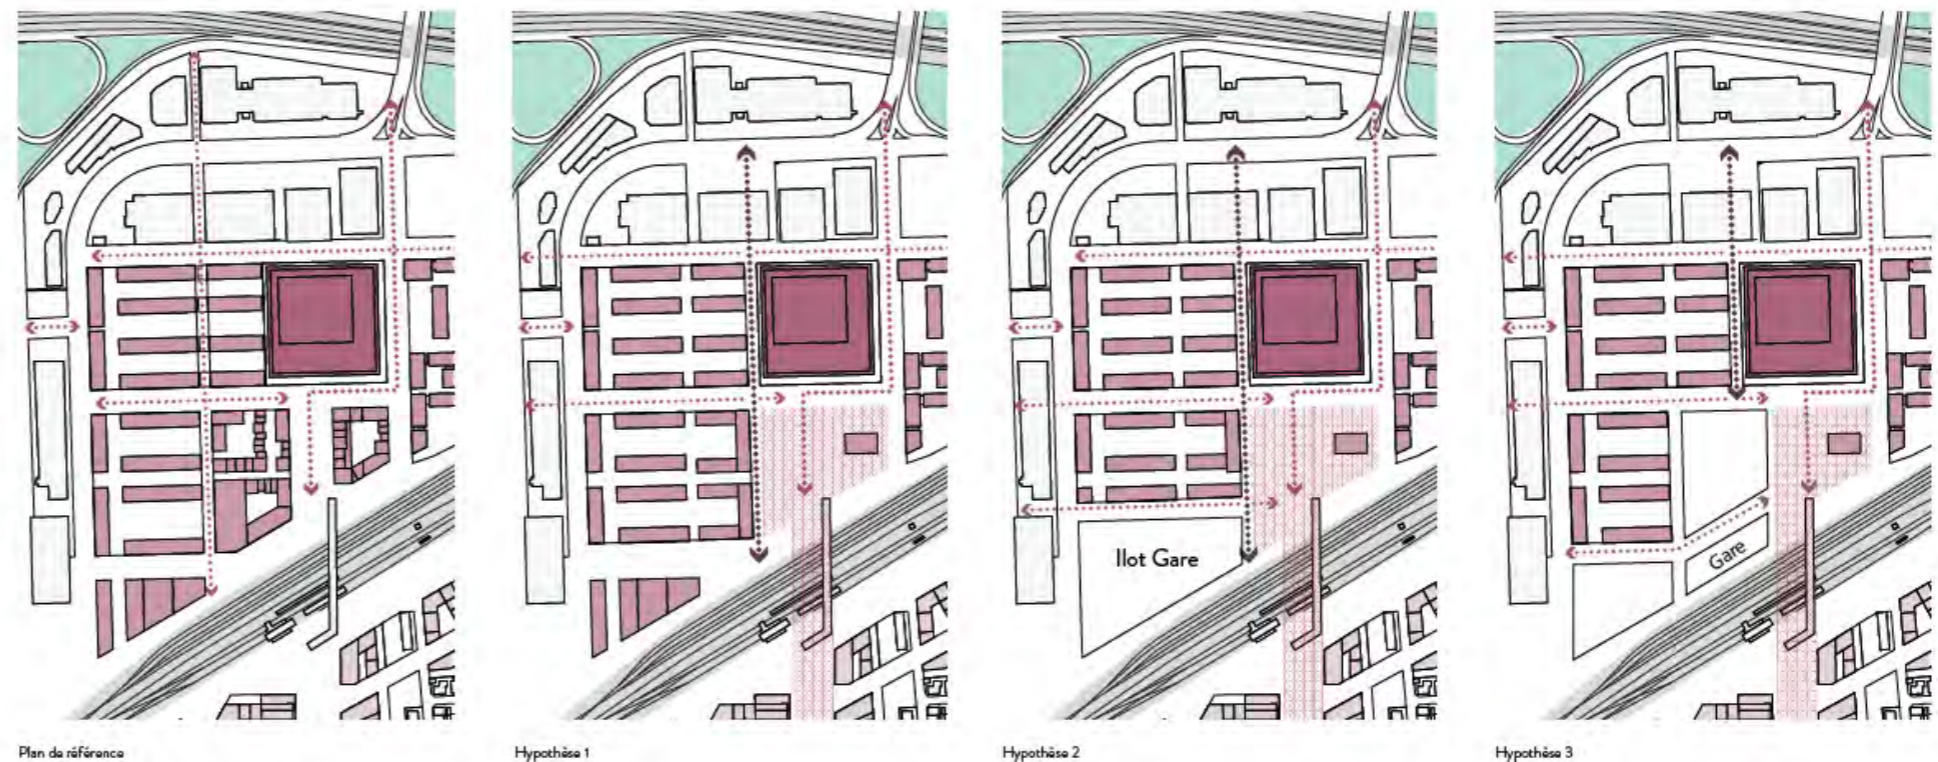 Ilot Gare
Gare
Plan de référence
Hypothèse 1
Hypothèse 2
Hypothèse 3